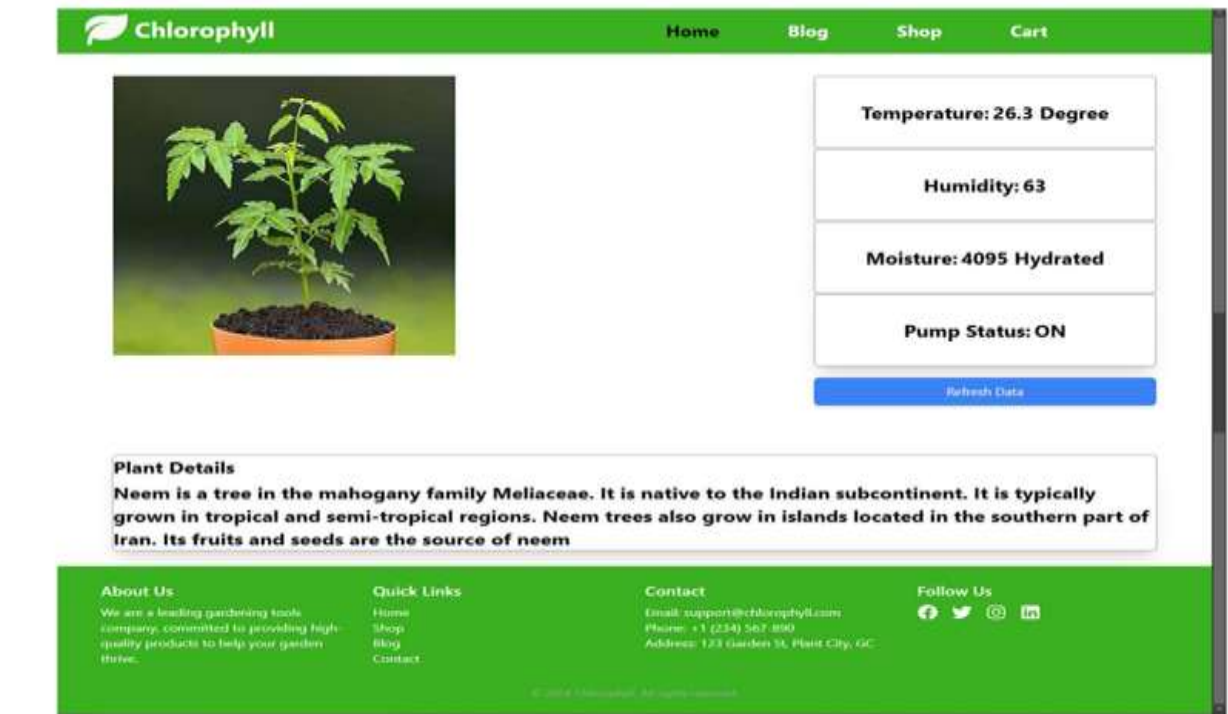 Chlorophyll
Home Blog Shop Cart
Temperature: 26.3 Degree
Humidity: 63
Moisture: 4095 Hydrated
Pump Status: ON
Refresh Data
Plant Details
Neem is a tree in the mahogany family Meliaceae. It is native to the Indian subcontinent. It is typically
grown in tropical and semi-tropical regions. Neem trees also grow in islands located in the southern part of
Iran. Its fruits and seeds are the source of neem
About Us
We are a leading gardening tools
company, committed to providing high-
quality products to help your garden
thrive.
Quick Links
Home
Shop
Blog
Contact
Contact
Email: support@chlorophyll.com
Phone: +1 (234) 567-890
Address: 123 Garden St, Plant City, GC
Follow Us
Chlorophyll. All rights reserved.